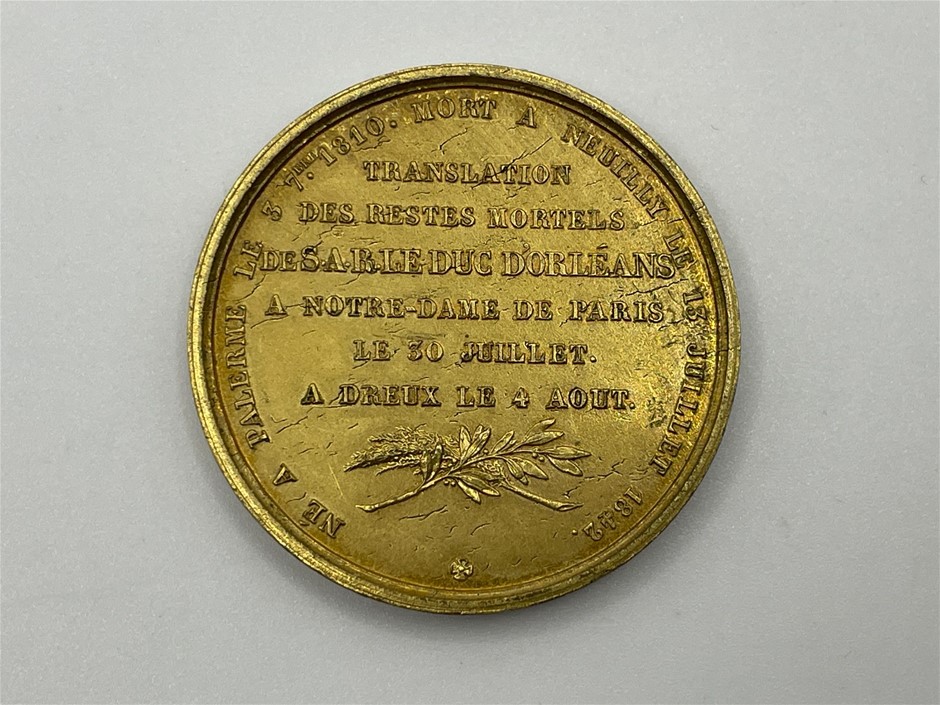 NÉ A PALERME LE 3 7BRE 1810. MORT A NEUILLY LE 13 JUILLET 1842.
TRANSLATION
DES RESTES MORTELS
DE S.A.R. LE DUC D'ORLÉANS
A NOTRE-DAME DE PARIS
LE 30 JUILLET.
A DREUX LE 4 AOUT.